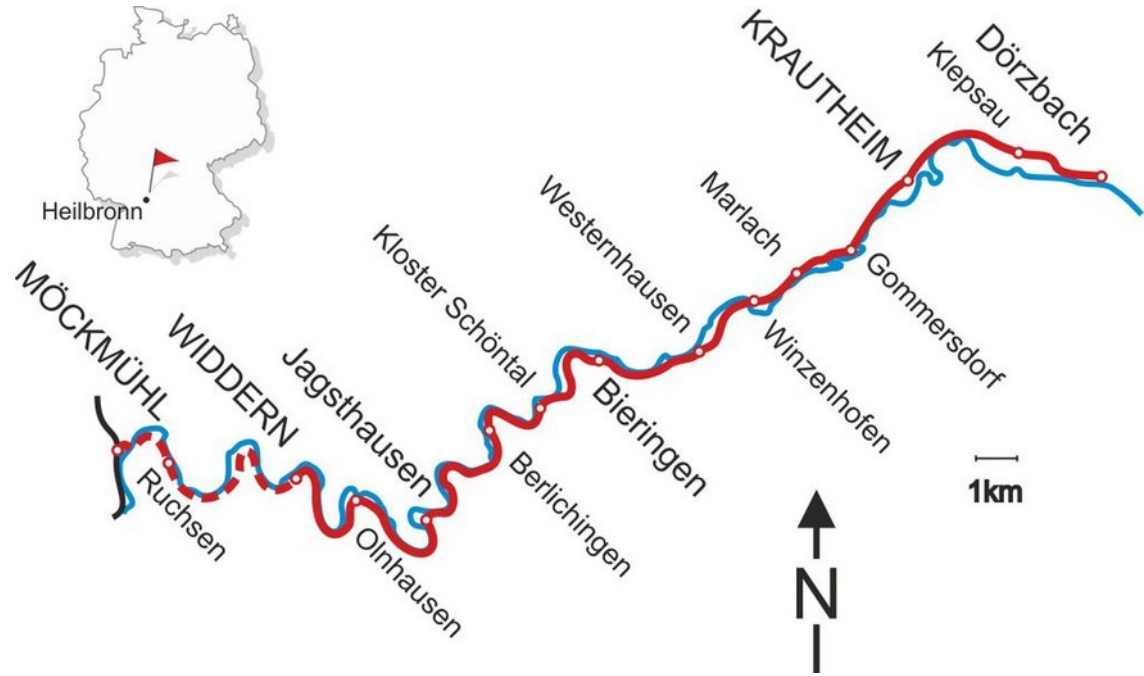 Heilbronn
MÖCKMÜHL
Ruchsen
WIDDERN
Olnhausen
Jagsthausen
Berlichingen
Kloster Schöntal
Bieringen
Westernhausen
Winzenhofen
Marlach
Gommersdorf
KRAUTHEIM
Klepsau
Dörzbach
1km
N